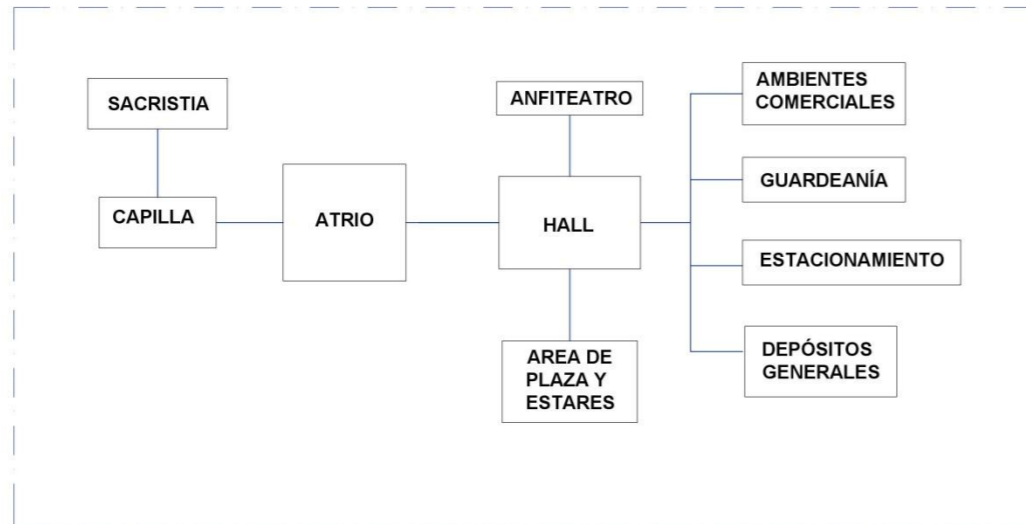 SACRISTIA
CAPILLA
ATRIO
ANFITEATRO
HALL
AREA DE
PLAZA Y
ESTARES
AMBIENTES
COMERCIALES
GUARDEANÍA
ESTACIONAMIENTO
DEPÓSITOS
GENERALES